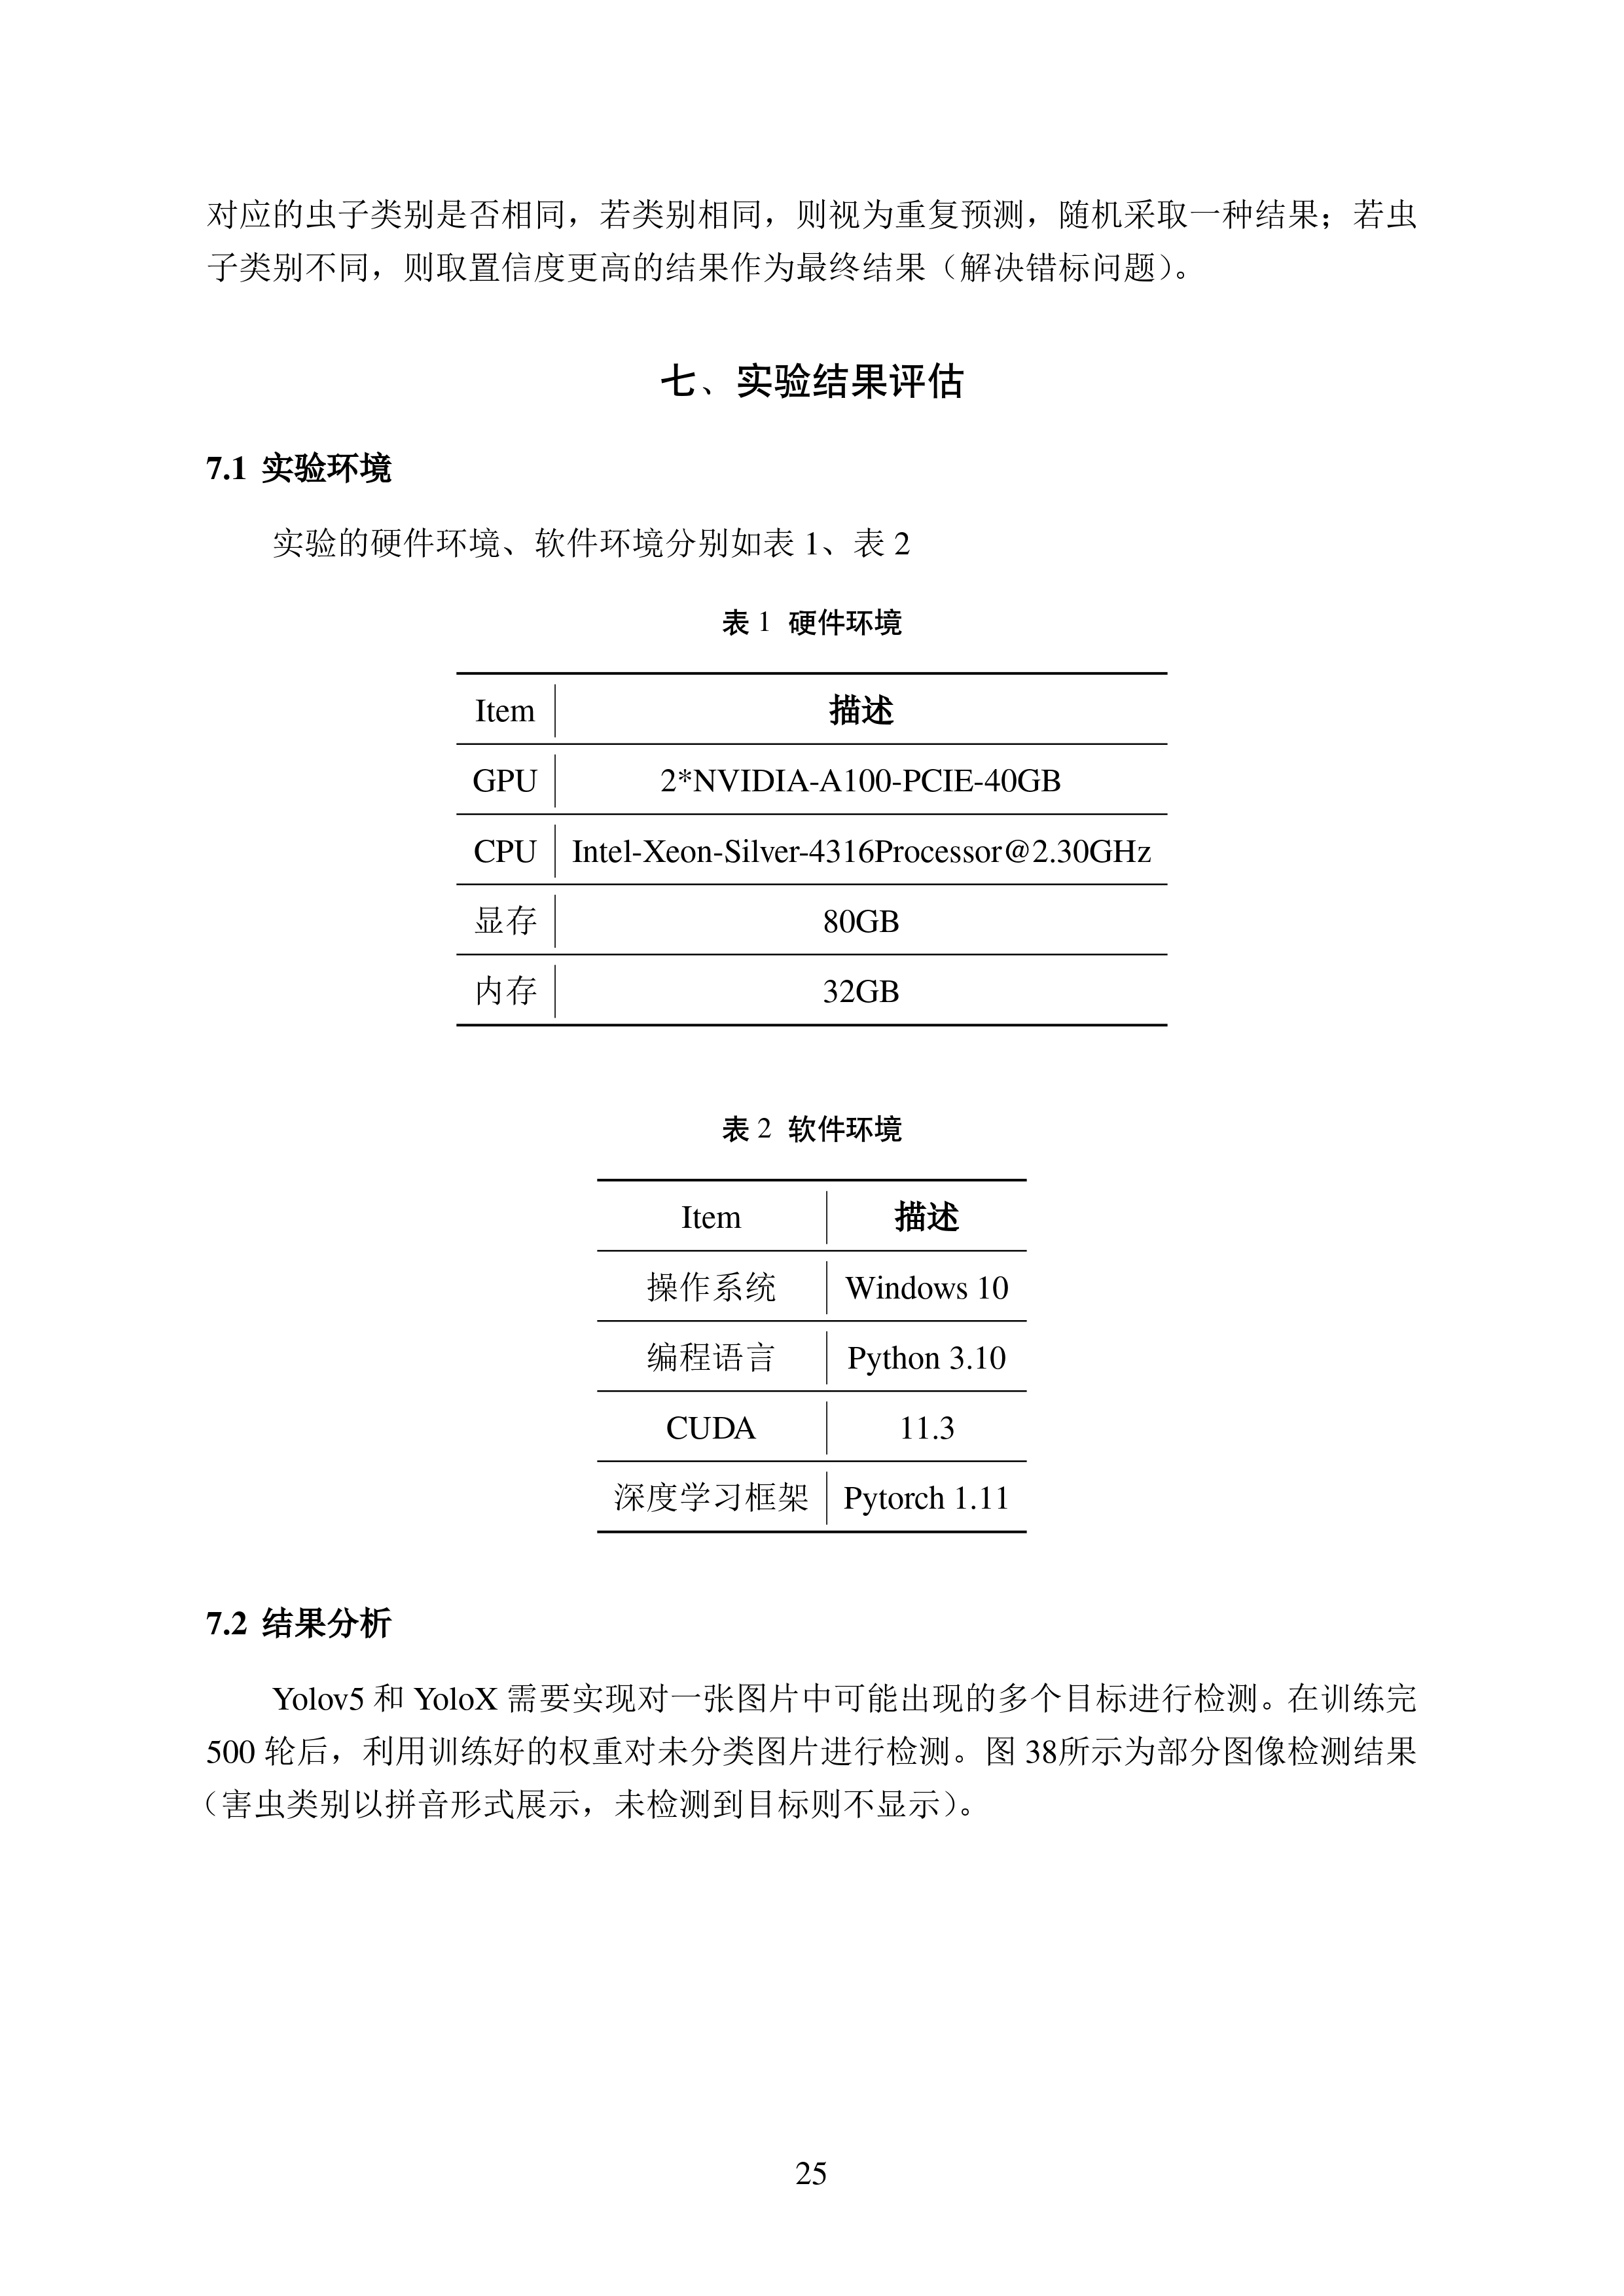 对应的虫子类别是否相同，若类别相同，则视为重复预测，随机采取一种结果；若虫
子类别不同，则取置信度更高的结果作为最终结果（解决错标问题）。
七、实验结果评估
7.1 实验环境
实验的硬件环境、软件环境分别如表 1、表 2
表 1 硬件环境
Item 描述
GPU 2*NVIDIA-A100-PCIE-40GB
CPU Intel-Xeon-Silver-4316Processor@2.30GHz
显存 80GB
内存 32GB
表 2 软件环境
Item 描述
操作系统 Windows 10
编程语言 Python 3.10
CUDA 11.3
深度学习框架 Pytorch 1.11
7.2 结果分析
Yolov5 和 YoloX 需要实现对一张图片中可能出现的多个目标进行检测。在训练完
500 轮后，利用训练好的权重对未分类图片进行检测。图 38所示为部分图像检测结果
（害虫类别以拼音形式展示，未检测到目标则不显示）。
25